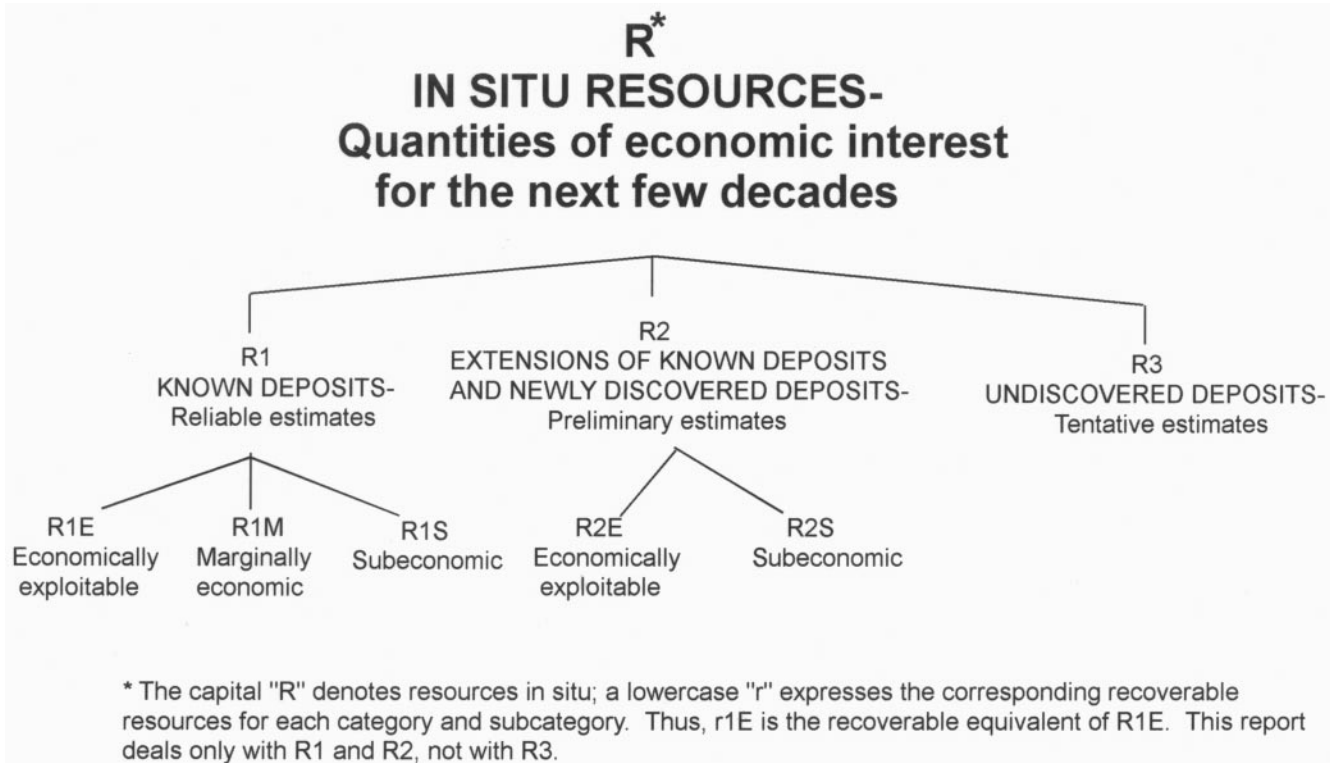 R*
IN SITU RESOURCES-
Quantities of economic interest
for the next few decades
R1
KNOWN DEPOSITS-
Reliable estimates
R2
EXTENSIONS OF KNOWN DEPOSITS
AND NEWLY DISCOVERED DEPOSITS-
Preliminary estimates
R3
UNDISCOVERED DEPOSITS-
Tentative estimates
R1E
Economically
exploitable
R1M
Marginally
economic
R1S
Subeconomic
R2E
Economically
exploitable
R2S
Subeconomic
* The capital "R" denotes resources in situ; a lowercase "r" expresses the corresponding recoverable
resources for each category and subcategory. Thus, r1E is the recoverable equivalent of R1E. This report
deals only with R1 and R2, not with R3.